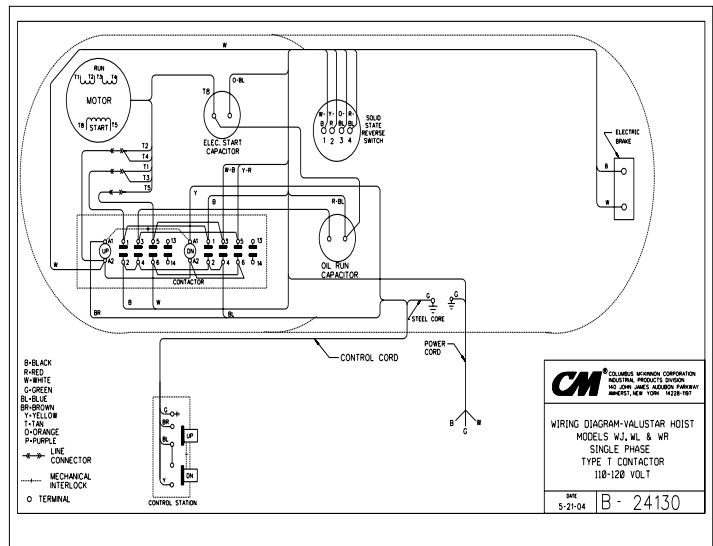 W
RUN
T1 T2 T3 T4
MOTOR
T8 START T5
T8
O-BL
ELEC. START
CAPACITOR
W- Y- O- R-
B R BL BL
1 2 3 4
SOLID
STATE
REVERSE
SWITCH
ELECTRIC
BRAKE
B
W
T2
T4
T1
T3
T5
W-B
Y-R
Y
B
R-BL
OIL RUN
CAPACITOR
A1 1 3 5 13
UP
A2 2 4 6 14
A1 1 3 5 13
DN
A2 2 4 6 14
CONTACTOR
W
B
W
BR
BL
G
G
STEEL CORE
POWER
CORD
CONTROL CORD
B
W
G
B-BLACK
R-RED
W-WHITE
G-GREEN
BL-BLUE
BR-BROWN
Y-YELLOW
T-TAN
O-ORANGE
P-PURPLE
LINE
CONNECTOR
MECHANICAL
INTERLOCK
TERMINAL
G
BR
BL
Y
UP
DN
CONTROL STATION
CM®
COLUMBUS McKINNON CORPORATION
INDUSTRIAL PRODUCTS DIVISION
140 JOHN JAMES AUDUBON PARKWAY
AMHERST, NEW YORK 14228-1197
WIRING DIAGRAM-VALUSTAR HOIST
MODELS WJ, WL & WR
SINGLE PHASE
TYPE T CONTACTOR
110-120 VOLT
DATE
5-21-04
B - 24130